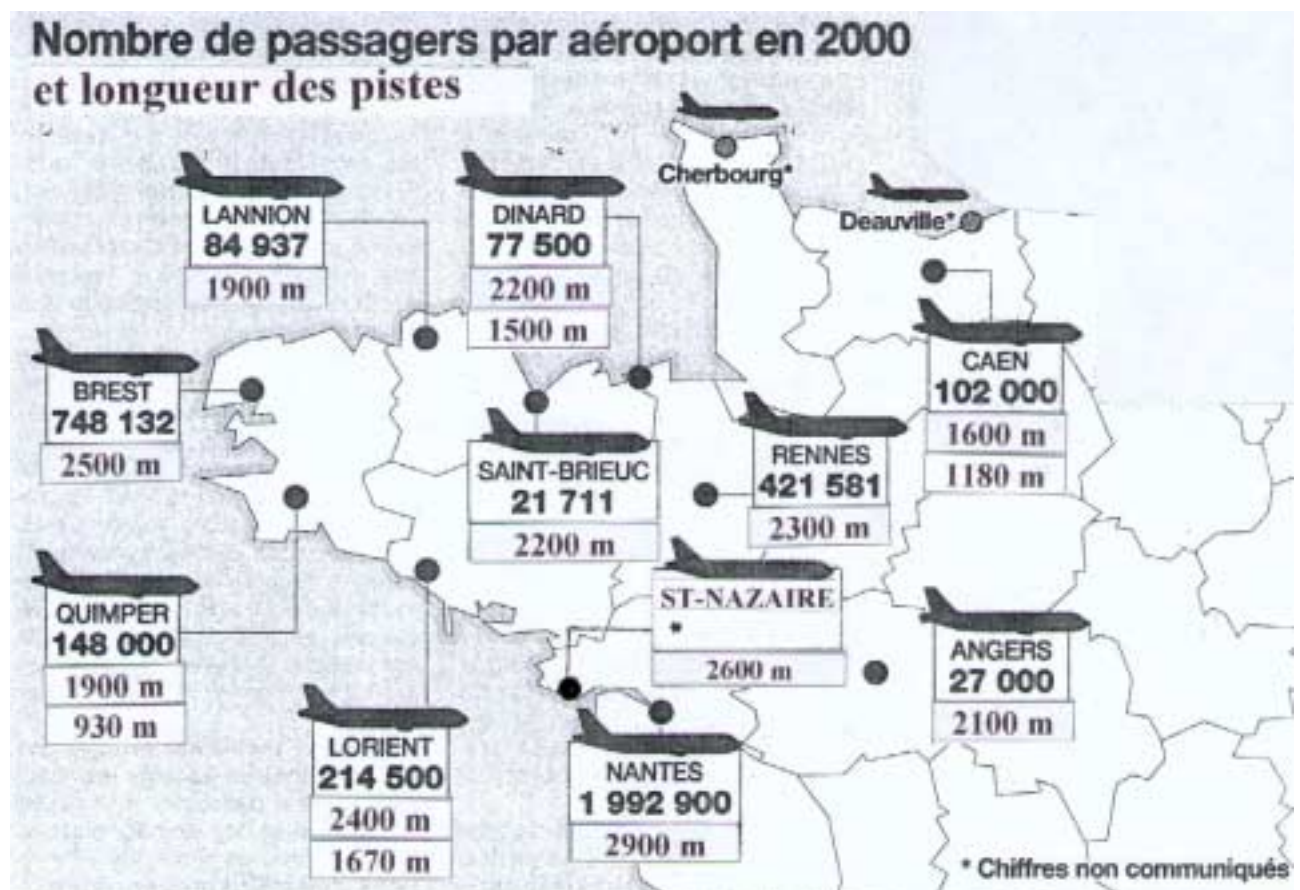 Nombre de passagers par aéroport en 2000
et longueur des pistes
Cherbourg*
Deauville*
LANNION
84 937
1900 m
DINARD
77 500
2200 m
1500 m
BREST
748 132
2500 m
SAINT-BRIEUC
21 711
2200 m
RENNES
421 581
2300 m
CAEN
102 000
1600 m
1180 m
QUIMPER
148 000
1900 m
930 m
ST-NAZAIRE
*
2600 m
ANGERS
27 000
2100 m
LORIENT
214 500
2400 m
1670 m
NANTES
1 992 900
2900 m
* Chiffres non communiqués